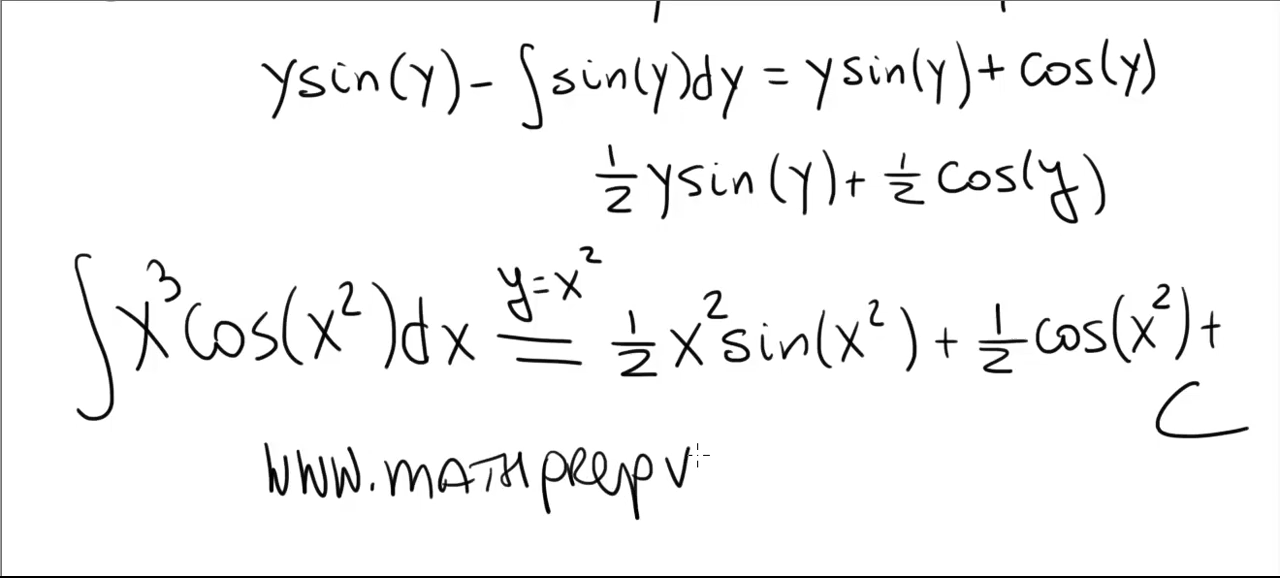 ysin(y) - ∫sin(y)dy = ysin(y) + cos(y)
½ysin(y) + ½cos(y)
∫x³cos(x²)dx y=x² = ½x²sin(x²) + ½cos(x²) +
C
WWW.MATHPREPV